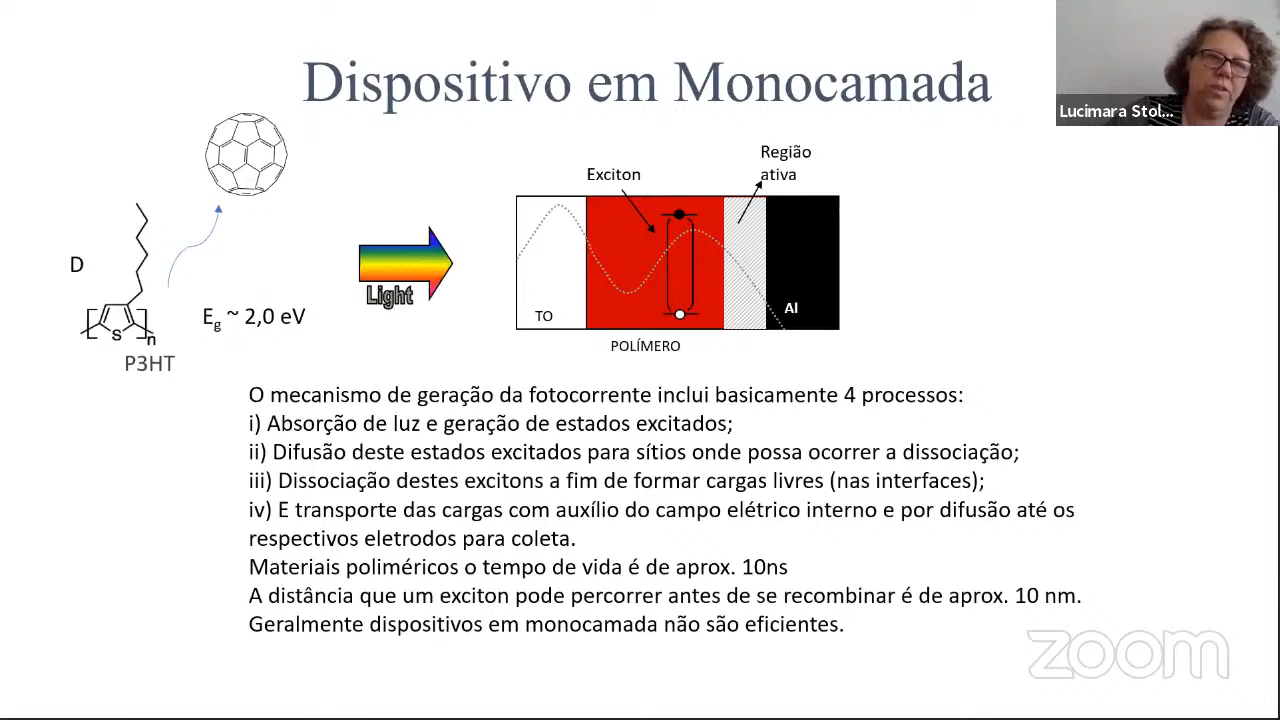 Dispositivo em Monocamada
Lucimara Stol...
Região
ativa
Exciton
D
Light
E_g ~ 2,0 eV
S
n
P3HT
TO
Al
POLÍMERO
O mecanismo de geração da fotocorrente inclui basicamente 4 processos:
i) Absorção de luz e geração de estados excitados;
ii) Difusão deste estados excitados para sítios onde possa ocorrer a dissociação;
iii) Dissociação destes excitons a fim de formar cargas livres (nas interfaces);
iv) E transporte das cargas com auxílio do campo elétrico interno e por difusão até os
respectivos eletrodos para coleta.
Materiais poliméricos o tempo de vida é de aprox. 10ns
A distância que um exciton pode percorrer antes de se recombinar é de aprox. 10 nm.
Geralmente dispositivos em monocamada não são eficientes.
zoom